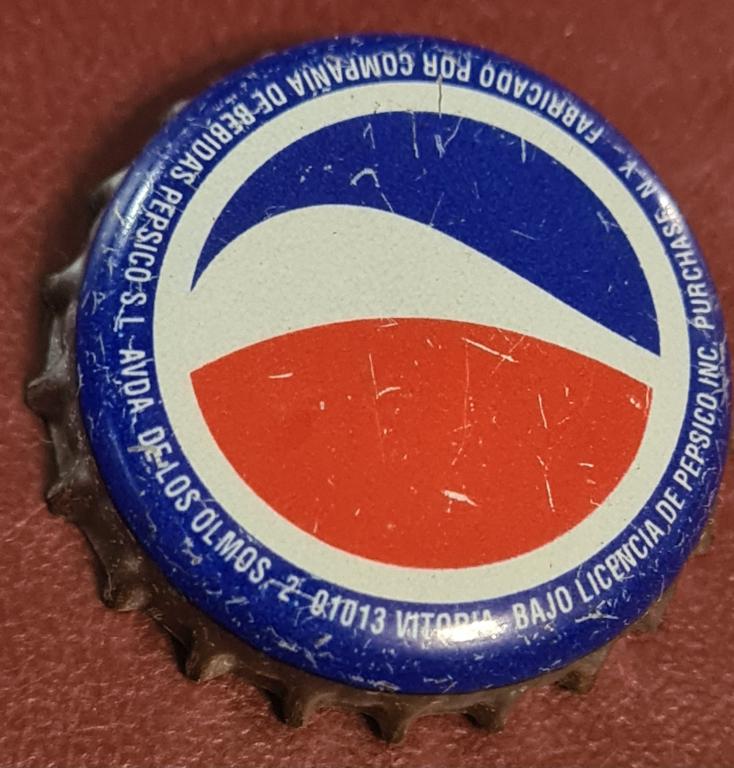 FABRICADO POR COMPAÑIA DE BEBIDAS PEPSICO S.L. AVDA. DE LOS OLMOS, 2 01013 VITORIA BAJO LICENCIA DE PEPSICO, INC. PURCHASE N.Y.